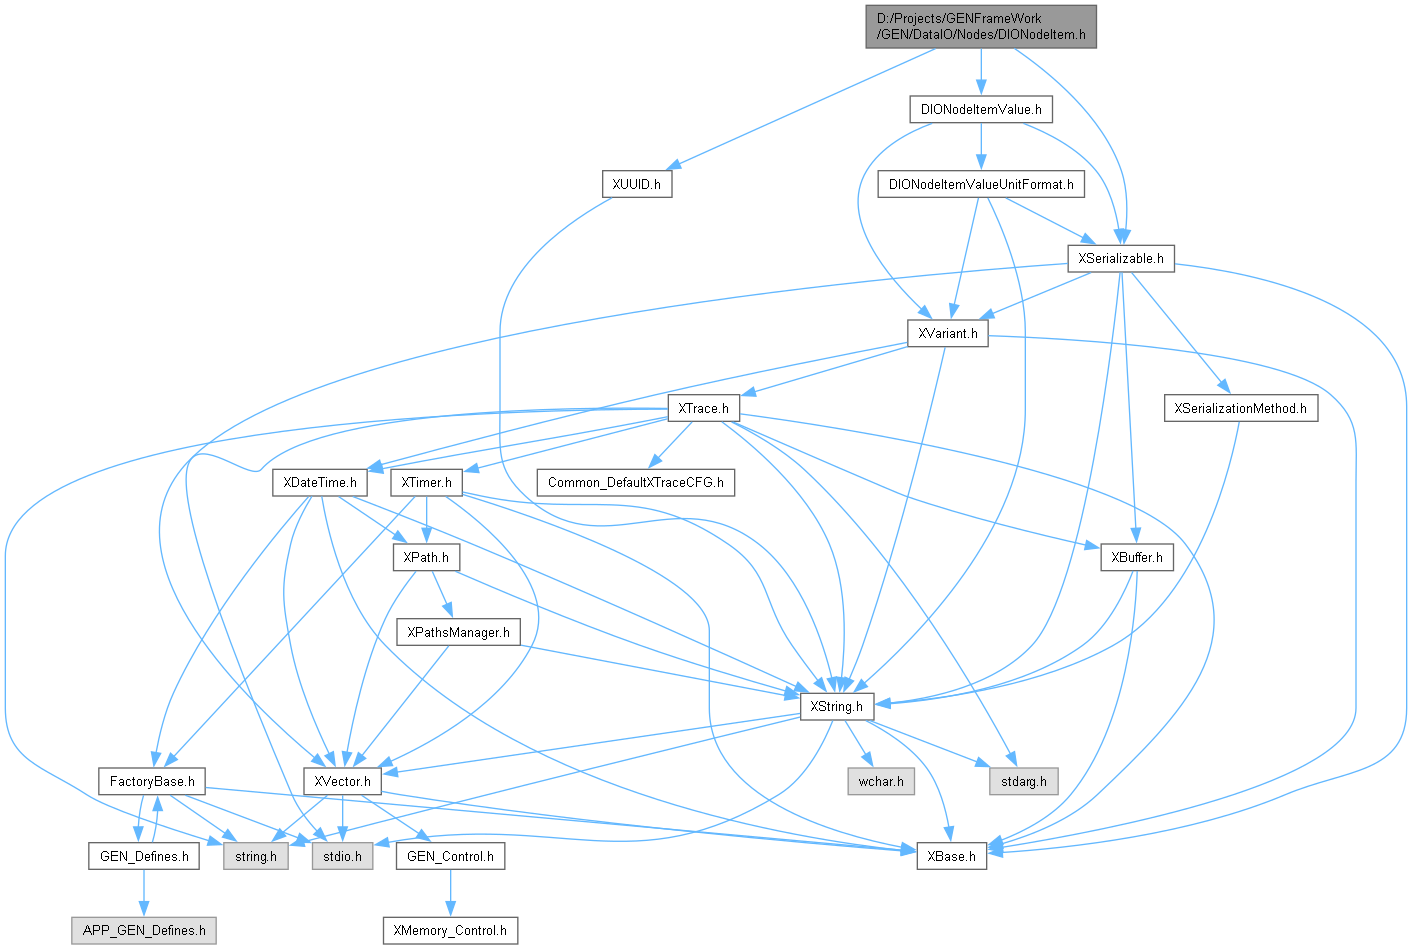 D:/Projects/GENFrameWork
/GEN/DataIO/Nodes/DIONodeItem.h
DIONodeItemValue.h
XUUID.h
DIONodeItemValueUnitFormat.h
XSerializable.h
XVariant.h
XTrace.h
XSerializationMethod.h
XDateTime.h
XTimer.h
Common_DefaultXTraceCFG.h
XPath.h
XBuffer.h
XPathsManager.h
XString.h
FactoryBase.h
XVector.h
wchar.h
stdarg.h
GEN_Defines.h
string.h
stdio.h
GEN_Control.h
XBase.h
APP_GEN_Defines.h
XMemory_Control.h